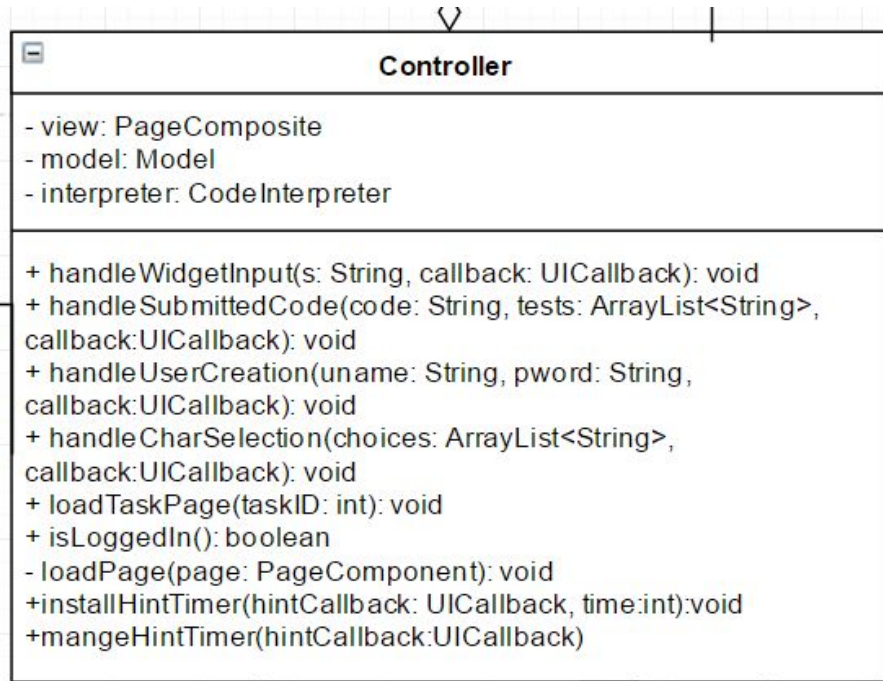 Controller
- view: PageComposite
- model: Model
- interpreter: CodeInterpreter
+ handleWidgetInput(s: String, callback: UICallback): void
+ handleSubmittedCode(code: String, tests: ArrayList<String>,
callback:UICallback): void
+ handleUserCreation(uname: String, pword: String,
callback:UICallback): void
+ handleCharSelection(choices: ArrayList<String>,
callback:UICallback): void
+ loadTaskPage(taskID: int): void
+ isLoggedIn(): boolean
- loadPage(page: PageComponent): void
+installHintTimer(hintCallback: UICallback, time:int):void
+mangeHintTimer(hintCallback:UICallback)